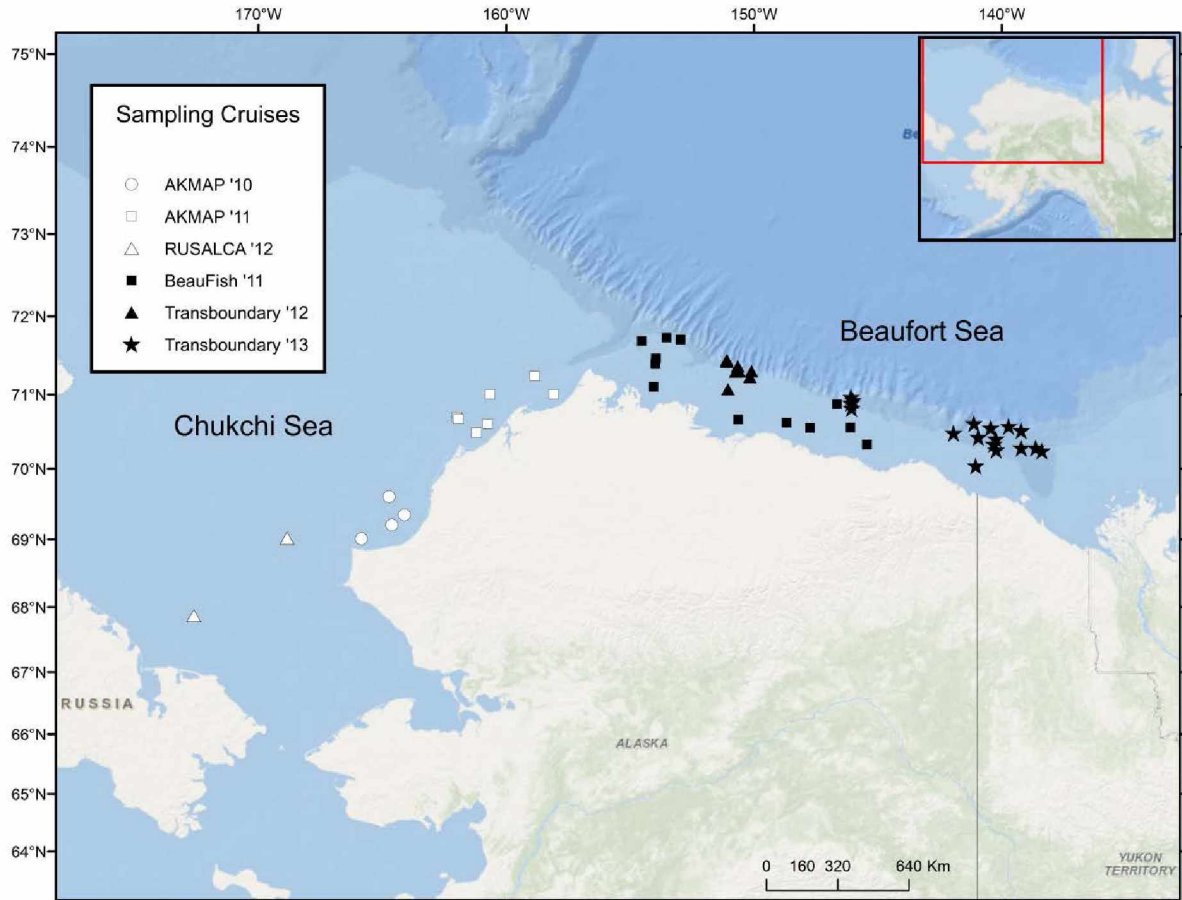 170°W 160°W 150°W 140°W
75°N
74°N
73°N
72°N
71°N
70°N
69°N
68°N
67°N
66°N
65°N
64°N
Sampling Cruises
AKMAP '10
AKMAP '11
RUSALCA '12
BeauFish '11
Transboundary '12
Transboundary '13
Beaufort Sea
Chukchi Sea
RUSSIA
ALASKA
YUKON
TERRITORY
0 160 320 640 Km